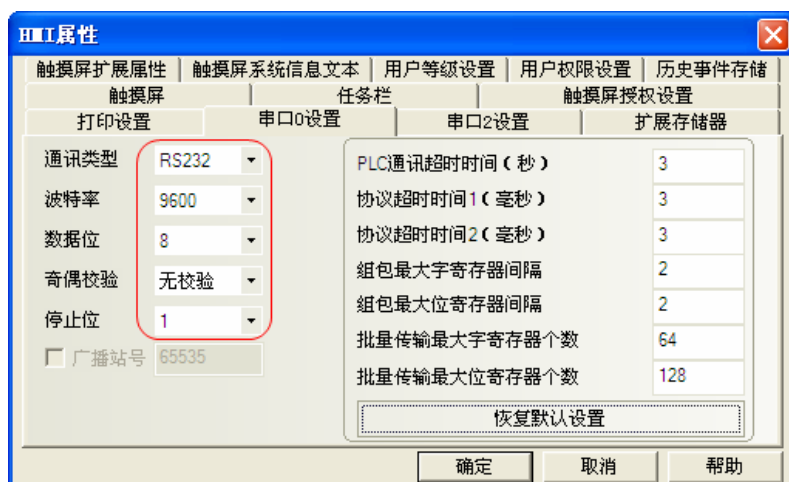 HMI属性
触摸屏扩展属性 触摸屏系统信息文本 用户等级设置 用户权限设置 历史事件存储
触摸屏 任务栏 触摸屏授权设置
打印设置 串口0设置 串口2设置 扩展存储器
通讯类型 RS232
波特率 9600
数据位 8
奇偶校验 无校验
停止位 1
广播站号 65535
PLC通讯超时时间(秒) 3
协议超时时间1(毫秒) 3
协议超时时间2(毫秒) 3
组包最大字寄存器间隔 2
组包最大位寄存器间隔 2
批量传输最大字寄存器个数 64
批量传输最大位寄存器个数 128
恢复默认设置
确定 取消 帮助